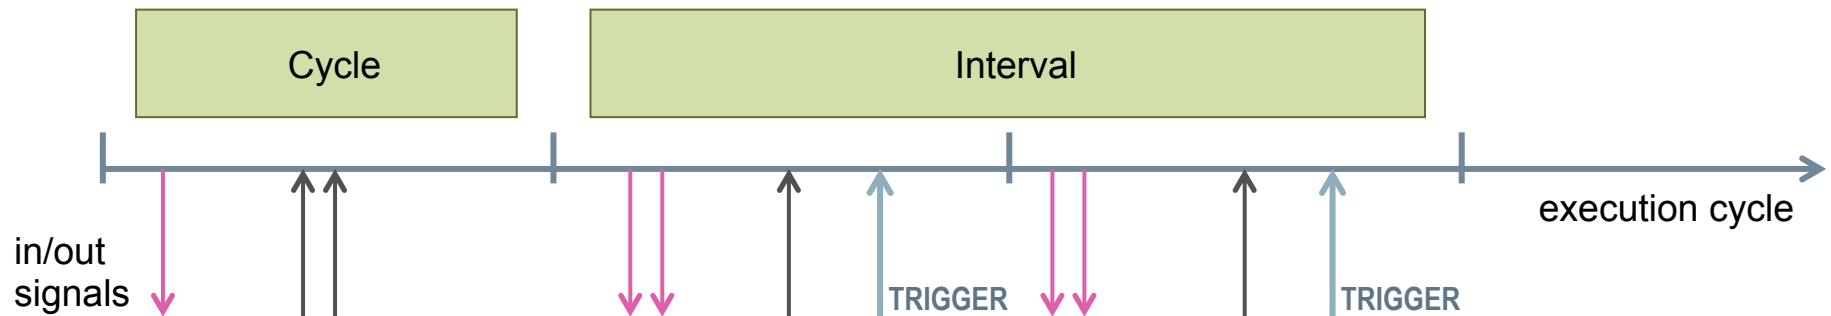 Cycle
Interval
execution cycle
in/out
signals
TRIGGER
TRIGGER